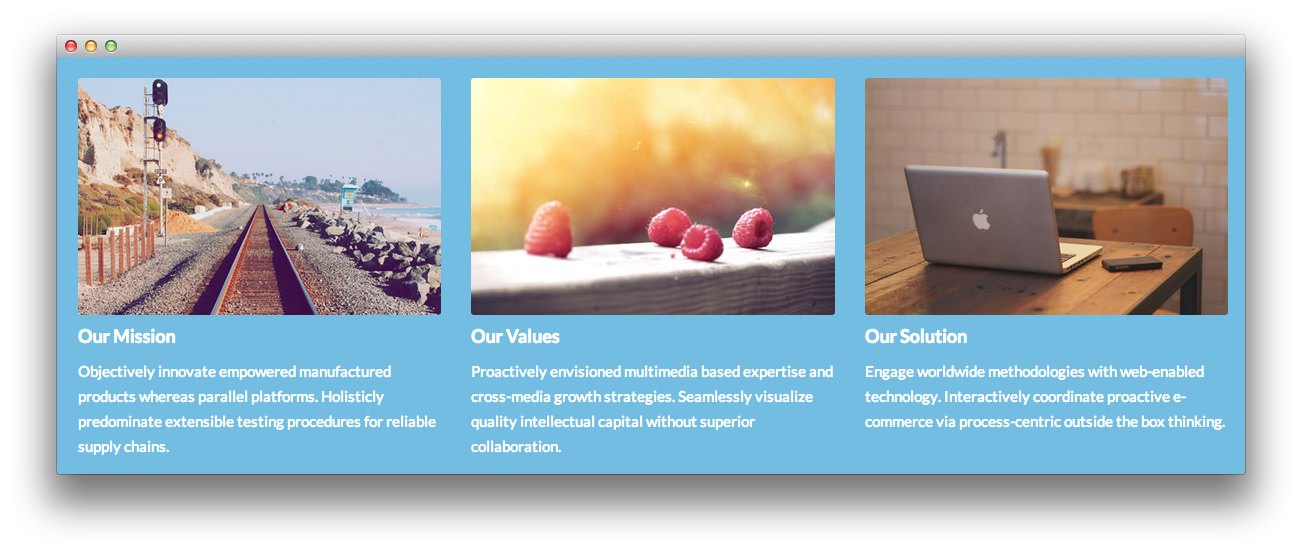 Our Mission
Objectively innovate empowered manufactured
products whereas parallel platforms. Holisticly
predominate extensible testing procedures for reliable
supply chains.
Our Values
Proactively envisioned multimedia based expertise and
cross-media growth strategies. Seamlessly visualize
quality intellectual capital without superior
collaboration.
Our Solution
Engage worldwide methodologies with web-enabled
technology. Interactively coordinate proactive e-
commerce via process-centric outside the box thinking.